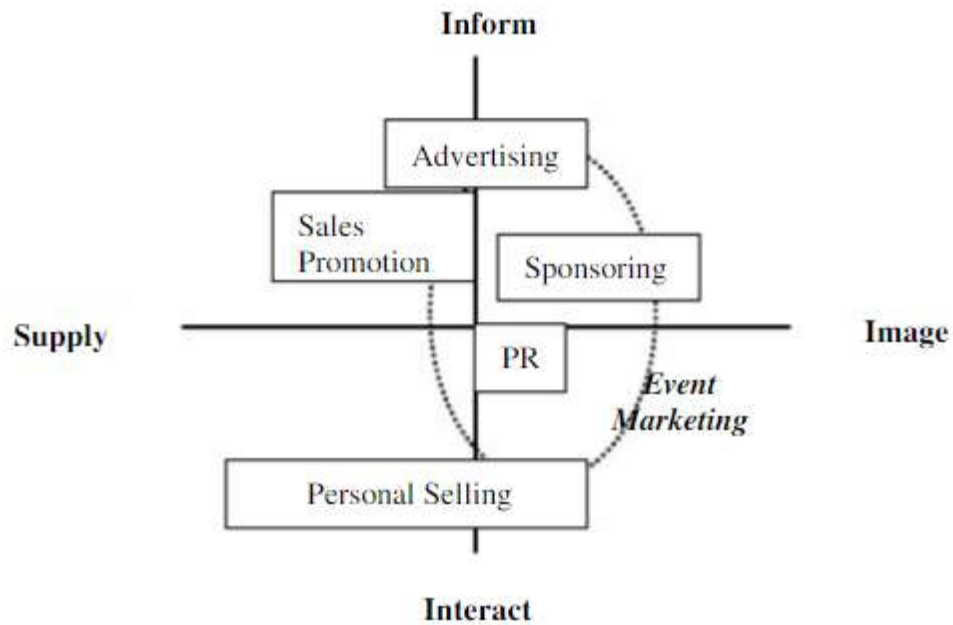 Inform
Advertising
Sales
Promotion
Sponsoring
Supply
Image
PR
Event
Marketing
Personal Selling
Interact